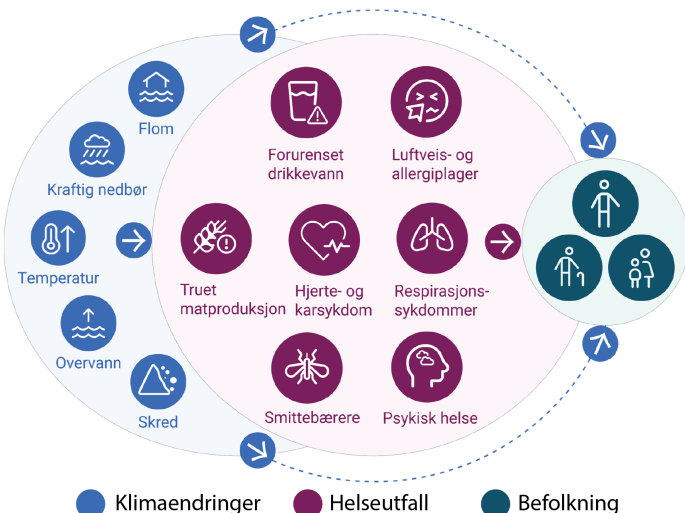 Flom
Kraftig nedbør
Temperatur
Overvann
Skred
Forurenset
drikkevann
Luftveis- og
allergiplager
Truet
matproduksjon
Hjerte- og
karsykdom
Respirasjons-
sykdommer
Smittebærere
Psykisk helse
Klimaendringer
Helseutfall
Befolkning